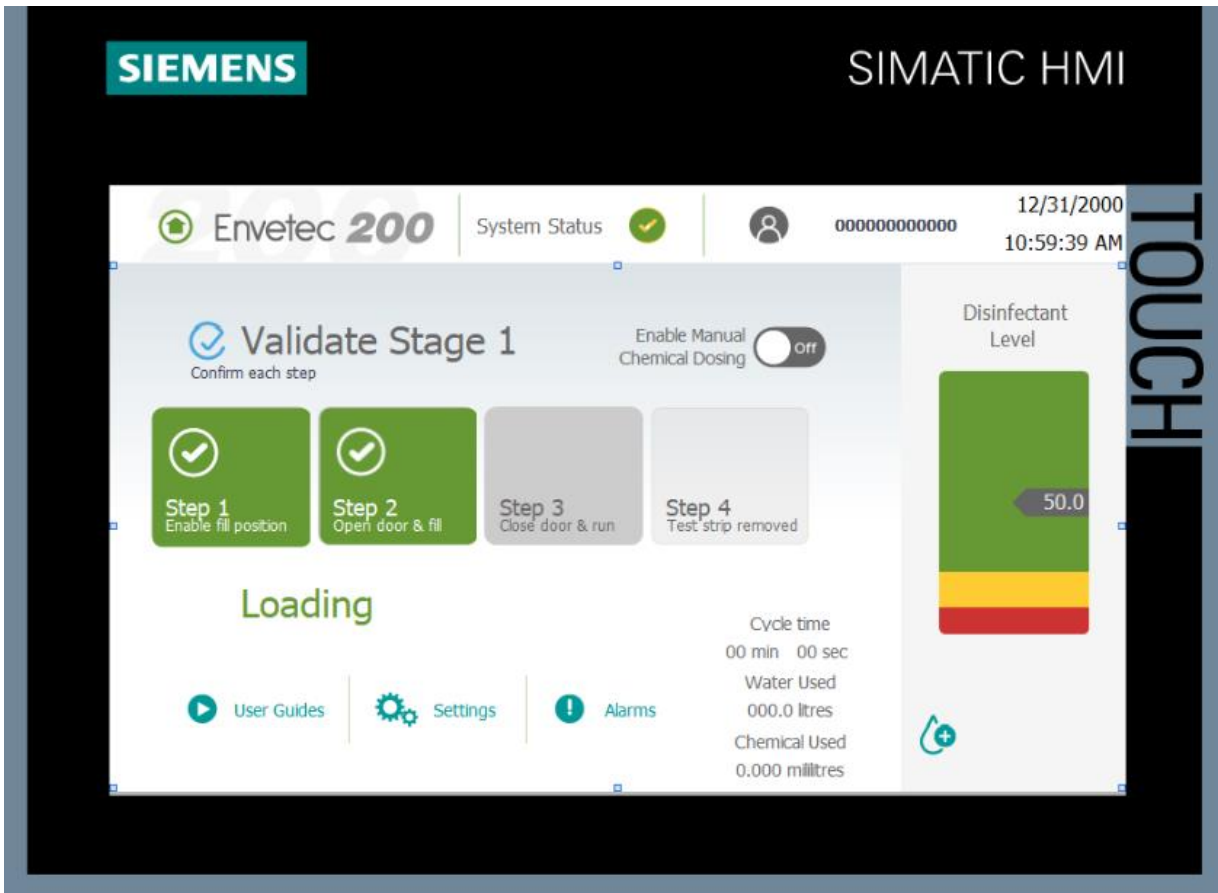 SIEMENS
SIMATIC HMI
TOUCH
200
Envetec 200
System Status
000000000000
12/31/2000
10:59:39 AM
Validate Stage 1
Confirm each step
Enable Manual
Chemical Dosing
Off
Disinfectant
Level
50.0
Step 1
Enable fill position
Step 2
Open door & fill
Step 3
Close door & run
Step 4
Test strip removed
Loading
Cycle time
00 min 00 sec
Water Used
000.0 litres
Chemical Used
0.000 millilitres
User Guides
Settings
Alarms